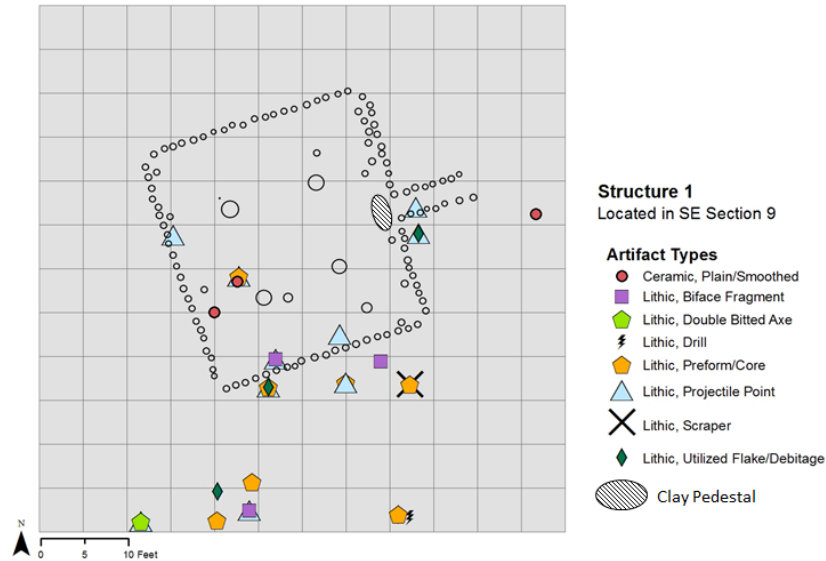 Structure 1
Located in SE Section 9
Artifact Types
Ceramic, Plain/Smoothed
Lithic, Biface Fragment
Lithic, Double Bitted Axe
Lithic, Drill
Lithic, Preform/Core
Lithic, Projectile Point
Lithic, Scraper
Lithic, Utilized Flake/Debitage
Clay Pedestal
N
0 5 10 Feet